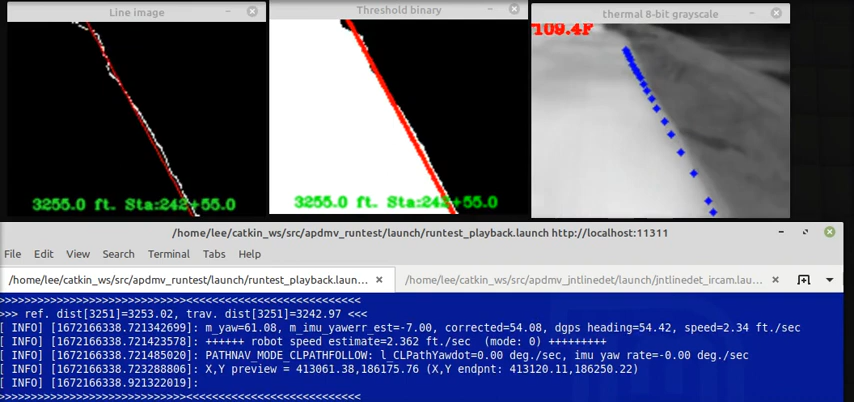 Line image
Threshold binary
thermal 8-bit grayscale
109.4F
3255.0 ft. Sta:242+55.0
3255.0 ft. Sta:242+55.0
/home/lee/catkin_ws/src/apdmv_runtest/launch/runtest_playback.launch http://localhost:11311
File Edit View Search Terminal Tabs Help
/home/lee/catkin_ws/src/apdmv_runtest/launch/runtest_playback.laun...
/home/lee/catkin_ws/src/apdmv_jntlinedet/launch/jntlinedet_ircam.lau...
>>>>>>>>>>>>>>>>>>>>>>>>>>>>>><<<<<<<<<<<<<<<<<<<<<<<<<<<<
>>> ref. dist[3251]=3253.02, trav. dist[3251]=3242.97 <<<
[ INFO] [1672166338.721342699]: m_yaw=61.08, m_imu_yawerr_est=-7.00, corrected=54.08, dgps heading=54.42, speed=2.34 ft./sec
[ INFO] [1672166338.721423578]: ++++++ robot speed estimate=2.362 ft./sec (mode: 0) +++++++++
[ INFO] [1672166338.721485020]: PATHNAV_MODE_CLPATHFOLLOW: l_CLPathYawdot=0.00 deg./sec, imu yaw rate=-0.00 deg./sec
[ INFO] [1672166338.723288806]: X,Y preview = 413061.38,186175.76 (X,Y endpnt: 413120.11,186250.22)
[ INFO] [1672166338.921322019]:
>>>>>>>>>>>>>>>>>>>>>>>>>>>>>><<<<<<<<<<<<<<<<<<<<<<<<<<<<